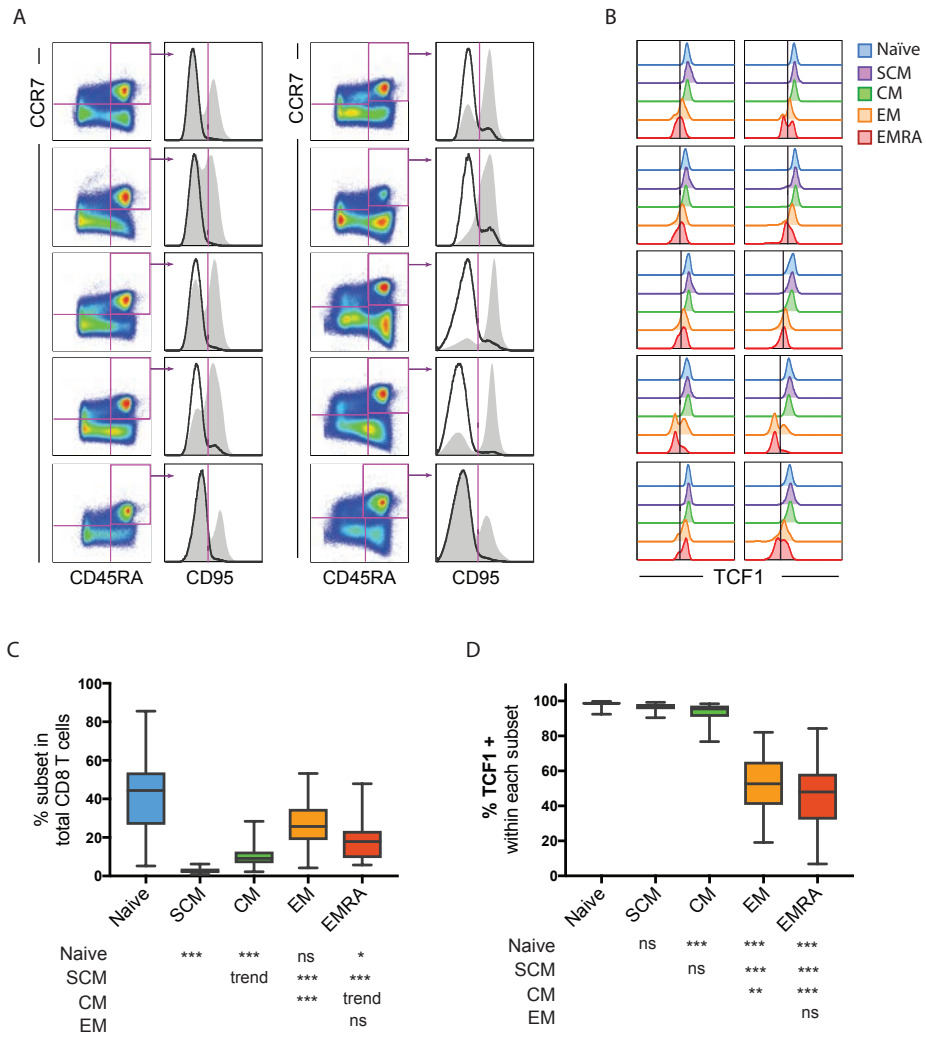 A
B
CCR7
CCR7
CD45RA
CD95
CD45RA
CD95
Naïve
SCM
CM
EM
EMRA
TCF1
C
% subset in
total CD8 T cells
100
80
60
40
20
0
Naive
SCM
CM
EM
EMRA
Naive *** *** ns *
SCM trend *** ***
CM *** trend
EM ns
D
% TCF1 +
within each subset
100
80
60
40
20
0
Naive
SCM
CM
EM
EMRA
Naive ns *** *** ***
SCM ns *** ***
CM ** ***
EM ns